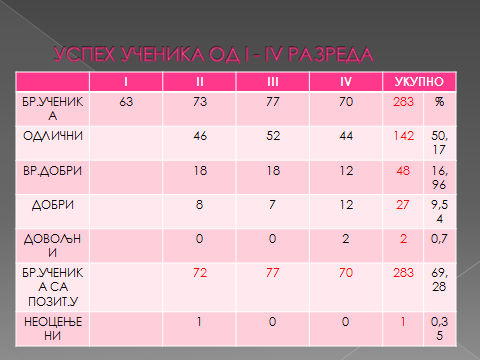 УСПЕХ УЧЕНИКА ОД I - IV РАЗРЕДА
I II III IV УКУПНО
БР.УЧЕНИК
А 63 73 77 70 283 %
ОДЛИЧНИ 46 52 44 142 50,
17
ВР.ДОБРИ 18 18 12 48 16,
96
ДОБРИ 8 7 12 27 9,5
4
ДОВОЉН
И 0 0 2 2 0,7
БР.УЧЕНИК
А СА
ПОЗИТ.У 72 77 70 283 69,
28
НЕОЦЕЊЕ
НИ 1 0 0 1 0,3
5